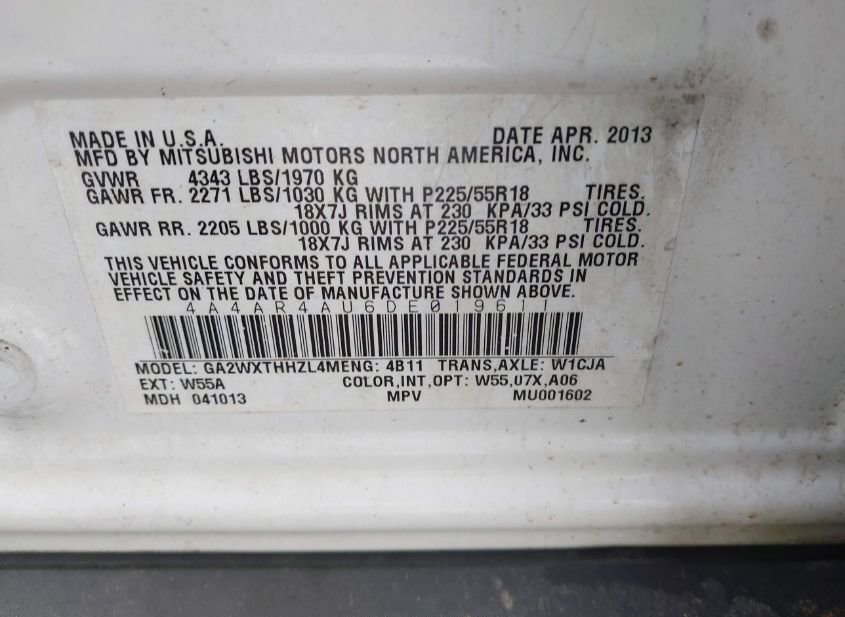 MADE IN U.S.A. DATE APR. 2013
MFD BY MITSUBISHI MOTORS NORTH AMERICA, INC.
GVWR 4343 LBS/1970 KG
GAWR FR. 2271 LBS/1030 KG WITH P225/55R18 TIRES.
18X7J RIMS AT 230 KPA/33 PSI COLD.
GAWR RR. 2205 LBS/1000 KG WITH P225/55R18 TIRES.
18X7J RIMS AT 230 KPA/33 PSI COLD.
THIS VEHICLE CONFORMS TO ALL APPLICABLE FEDERAL MOTOR
VEHICLE SAFETY AND THEFT PREVENTION STANDARDS IN
EFFECT ON THE DATE OF MANUFACTURE SHOWN ABOVE.
4A4AR4AU6DE019611
MODEL: GA2WXTHHZL4MENG: 4B11 TRANS,AXLE: W1CJA
EXT: W55A COLOR,INT,OPT: W55,07X,A06
MDH 041013 MPV MU001602